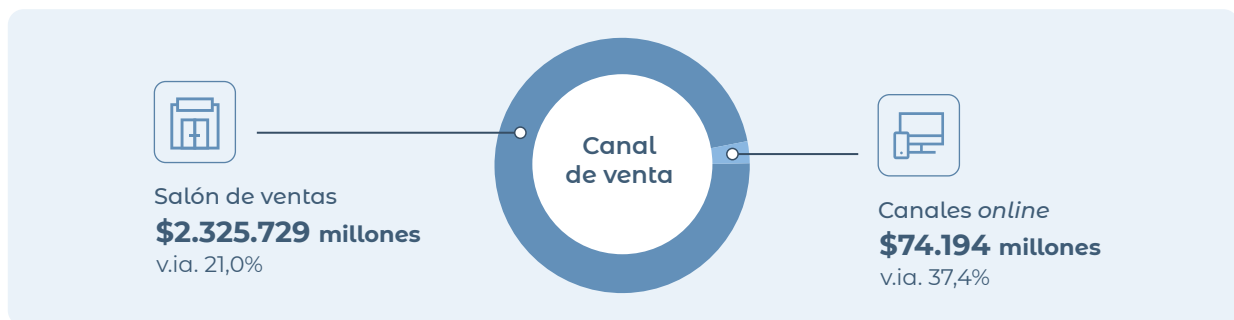 Salón de ventas
$2.325.729 millones
v.ia. 21,0%
Canal
de venta
Canales online
$74.194 millones
v.ia. 37,4%